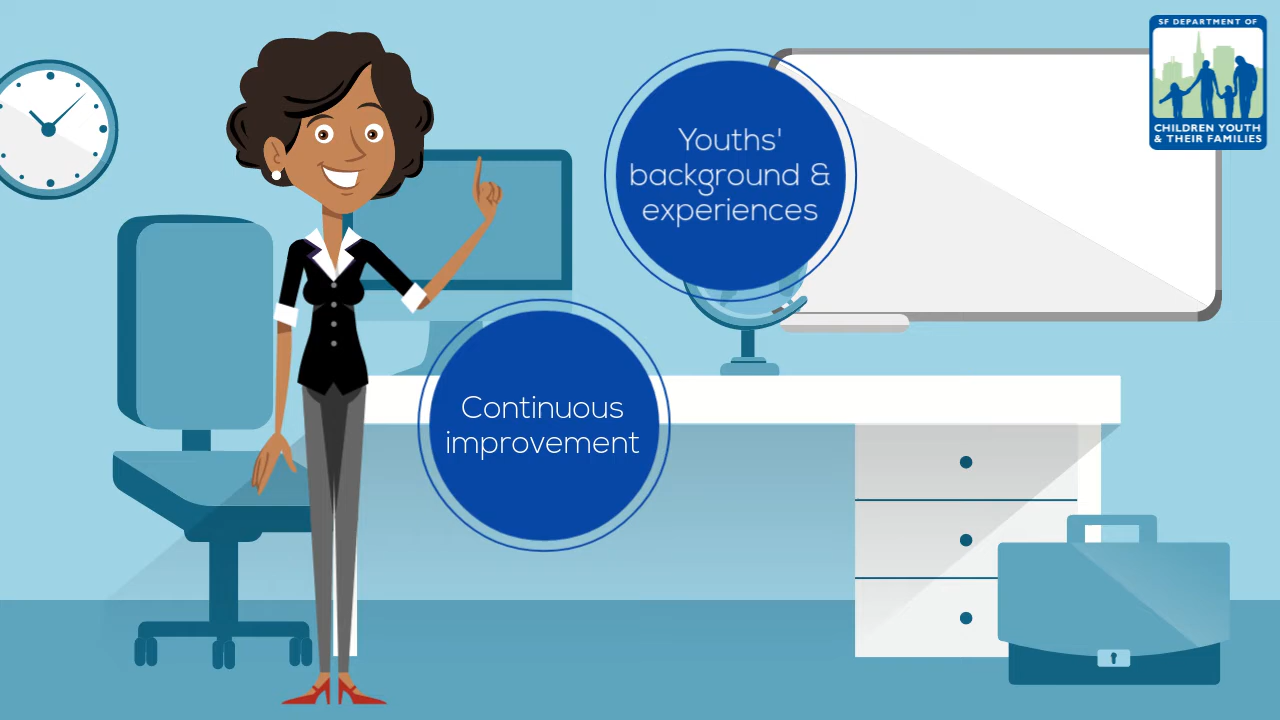 SF DEPARTMENT OF
CHILDREN YOUTH
& THEIR FAMILIES
Youths'
background &
experiences
Continuous
improvement